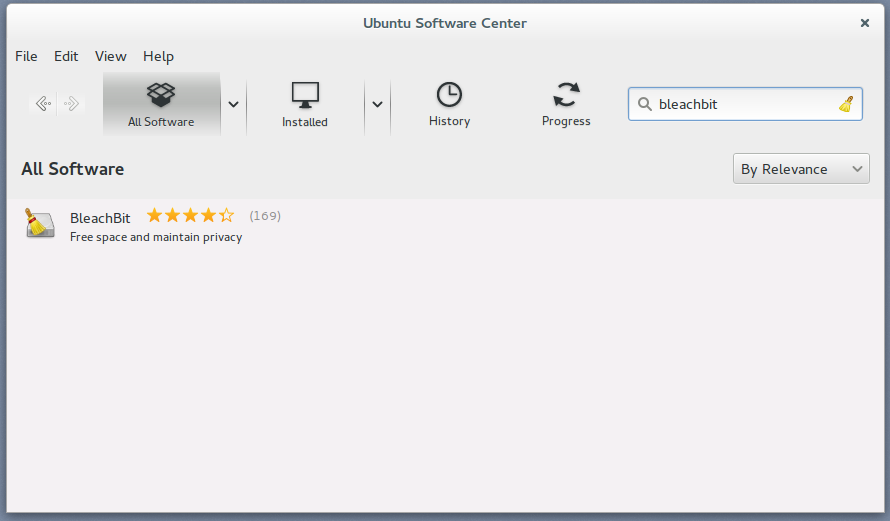 Ubuntu Software Center
File Edit View Help
All Software Installed History Progress bleachbit
All Software By Relevance
BleachBit (169)
Free space and maintain privacy